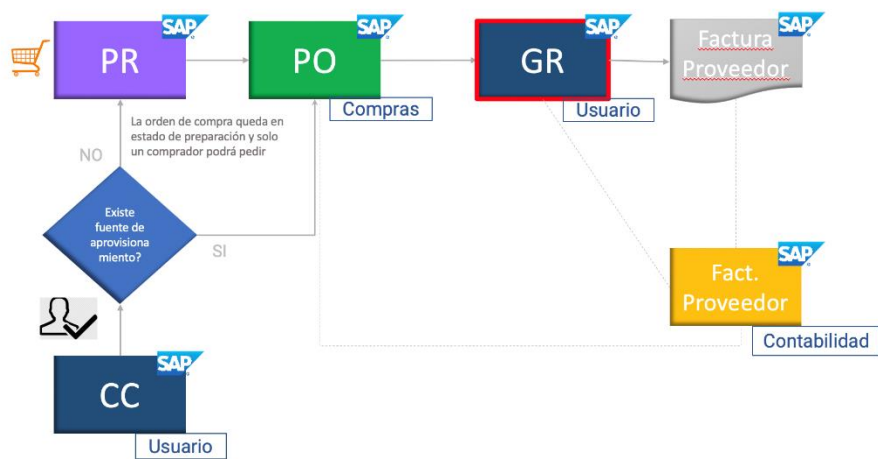 SAP
PR
SAP
PO
Compras
SAP
GR
Usuario
SAP
Factura
Proveedor
La orden de compra queda en
estado de preparación y solo
un comprador podrá pedir
NO
Existe
fuente de
aprovisiona
miento?
SI
SAP
Fact.
Proveedor
Contabilidad
SAP
CC
Usuario